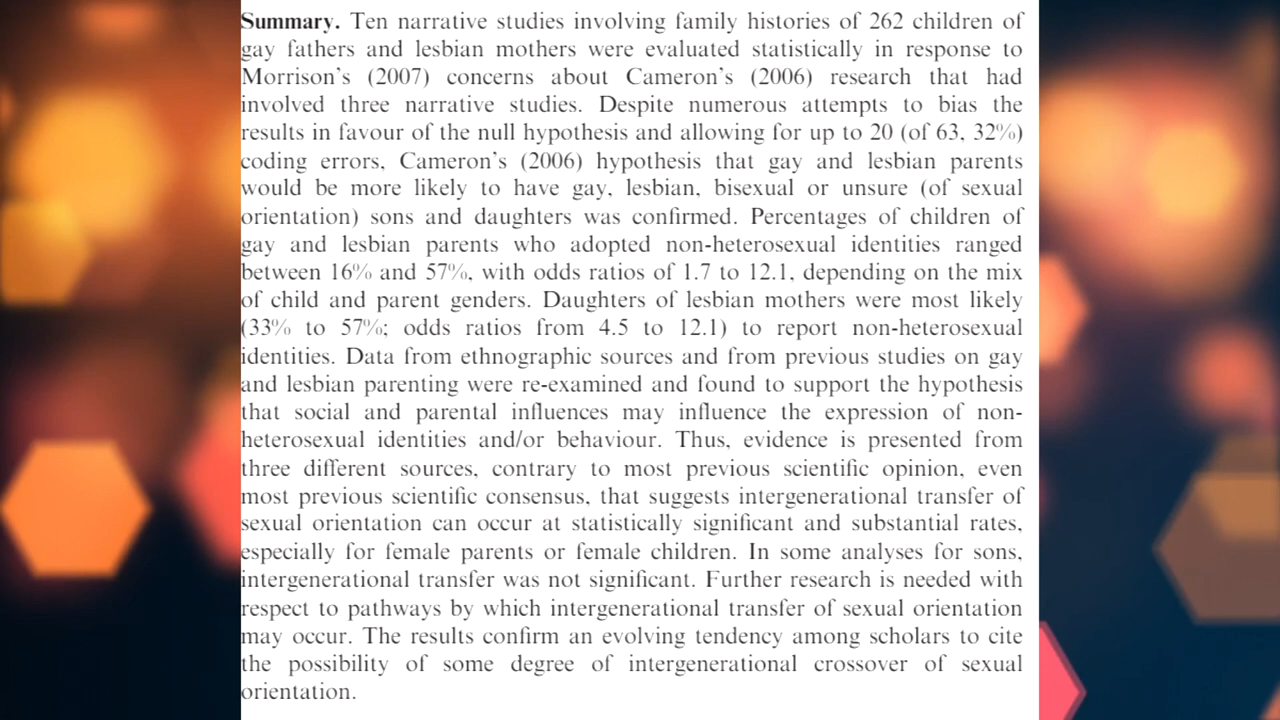 Summary. Ten narrative studies involving family histories of 262 children of
gay fathers and lesbian mothers were evaluated statistically in response to
Morrison's (2007) concerns about Cameron's (2006) research that had
involved three narrative studies. Despite numerous attempts to bias the
results in favour of the null hypothesis and allowing for up to 20 (of 63, 32%)
coding errors, Cameron's (2006) hypothesis that gay and lesbian parents
would be more likely to have gay, lesbian, bisexual or unsure (of sexual
orientation) sons and daughters was confirmed. Percentages of children of
gay and lesbian parents who adopted non-heterosexual identities ranged
between 16% and 57%, with odds ratios of 1.7 to 12.1, depending on the mix
of child and parent genders. Daughters of lesbian mothers were most likely
(33% to 57%; odds ratios from 4.5 to 12.1) to report non-heterosexual
identities. Data from ethnographic sources and from previous studies on gay
and lesbian parenting were re-examined and found to support the hypothesis
that social and parental influences may influence the expression of non-
heterosexual identities and/or behaviour. Thus, evidence is presented from
three different sources, contrary to most previous scientific opinion, even
most previous scientific consensus, that suggests intergenerational transfer of
sexual orientation can occur at statistically significant and substantial rates,
especially for female parents or female children. In some analyses for sons,
intergenerational transfer was not significant. Further research is needed with
respect to pathways by which intergenerational transfer of sexual orientation
may occur. The results confirm an evolving tendency among scholars to cite
the possibility of some degree of intergenerational crossover of sexual
orientation.